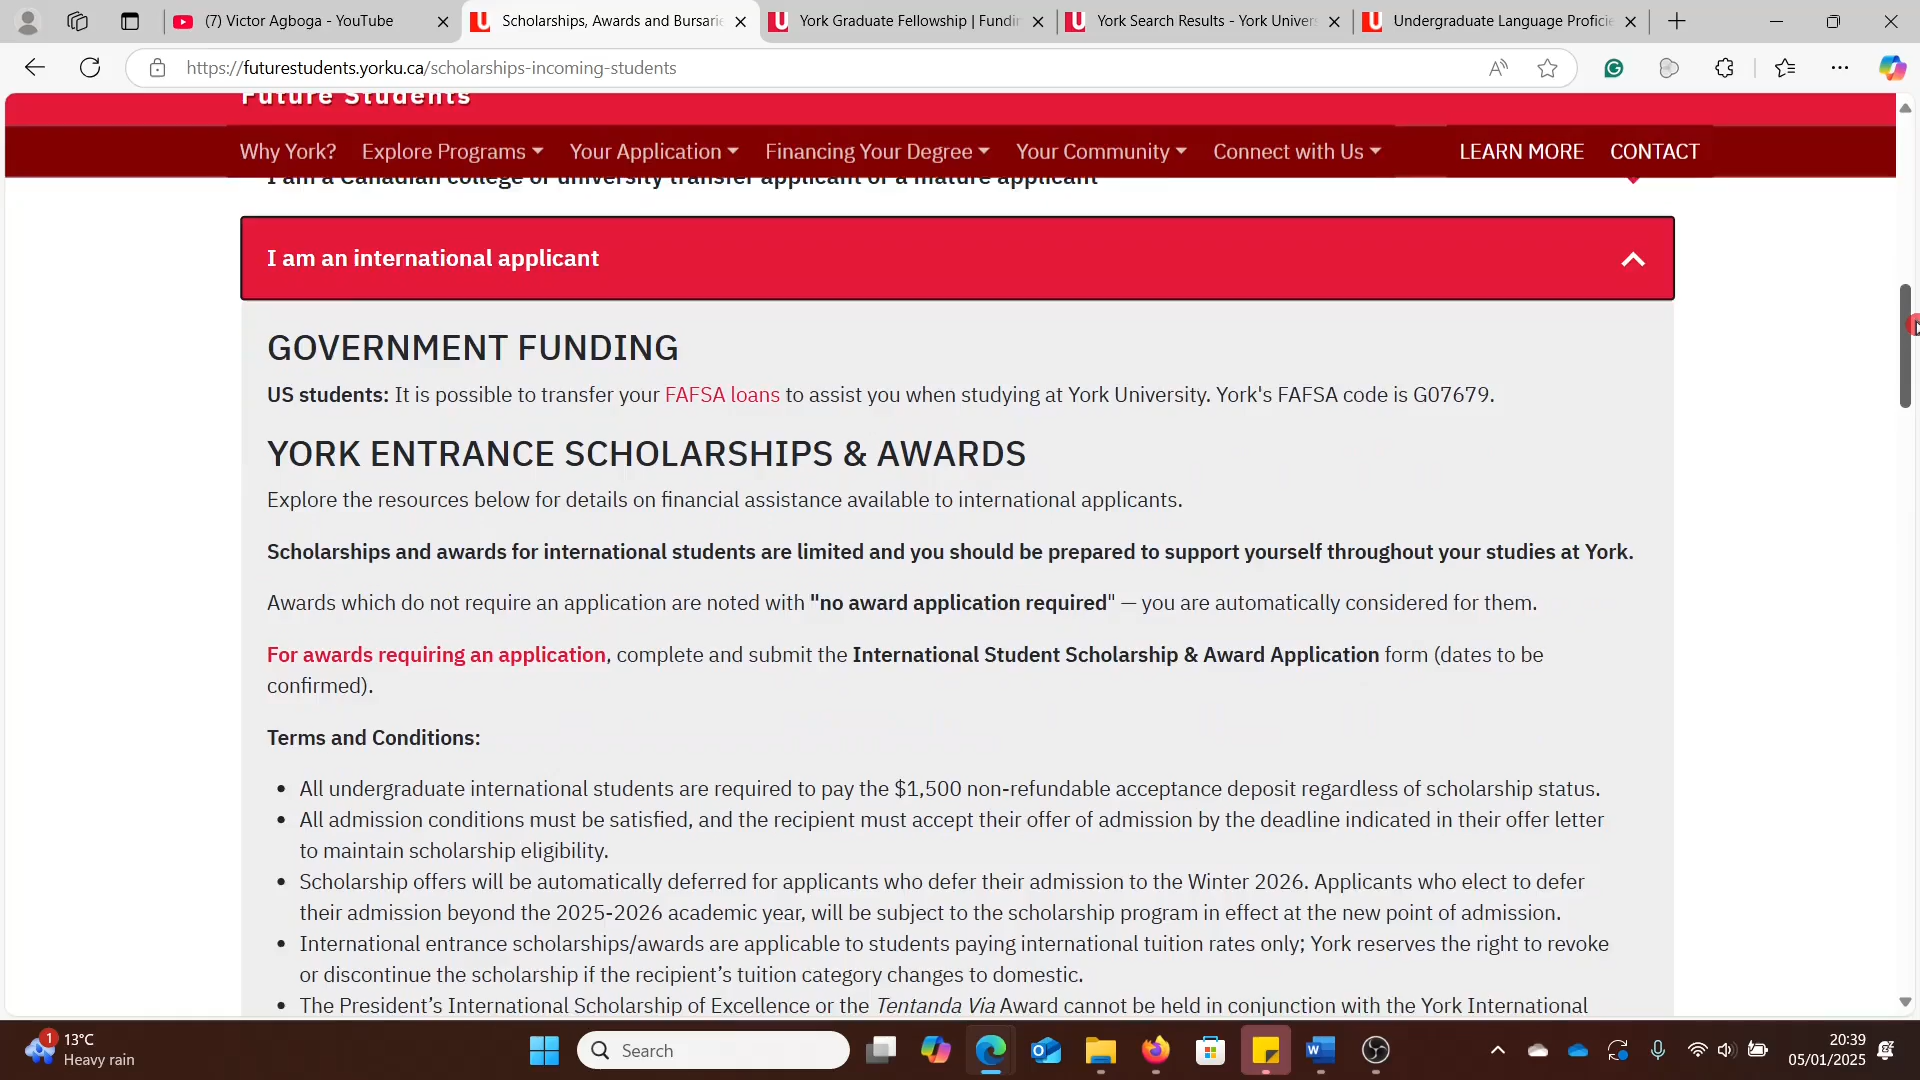 (7) Victor Agboga - YouTube
Scholarships, Awards and Bursarie
York Graduate Fellowship | Fundin
York Search Results - York Univers
Undergraduate Language Proficie
https://futurestudents.yorku.ca/scholarships-incoming-students
Future Students
Why York? Explore Programs Your Application Financing Your Degree Your Community Connect with Us LEARN MORE CONTACT
I am a Canadian college or university transfer applicant or a mature applicant
I am an international applicant
GOVERNMENT FUNDING
US students: It is possible to transfer your FAFSA loans to assist you when studying at York University. York's FAFSA code is G07679.
YORK ENTRANCE SCHOLARSHIPS & AWARDS
Explore the resources below for details on financial assistance available to international applicants.
Scholarships and awards for international students are limited and you should be prepared to support yourself throughout your studies at York.
Awards which do not require an application are noted with "no award application required" — you are automatically considered for them.
For awards requiring an application, complete and submit the International Student Scholarship & Award Application form (dates to be
confirmed).
Terms and Conditions:
• All undergraduate international students are required to pay the $1,500 non-refundable acceptance deposit regardless of scholarship status.
• All admission conditions must be satisfied, and the recipient must accept their offer of admission by the deadline indicated in their offer letter
to maintain scholarship eligibility.
• Scholarship offers will be automatically deferred for applicants who defer their admission to the Winter 2026. Applicants who elect to defer
their admission beyond the 2025-2026 academic year, will be subject to the scholarship program in effect at the new point of admission.
• International entrance scholarships/awards are applicable to students paying international tuition rates only; York reserves the right to revoke
or discontinue the scholarship if the recipient's tuition category changes to domestic.
• The President's International Scholarship of Excellence or the Tentanda Via Award cannot be held in conjunction with the York International
1
13°C
Heavy rain
Search
20:39
05/01/2025